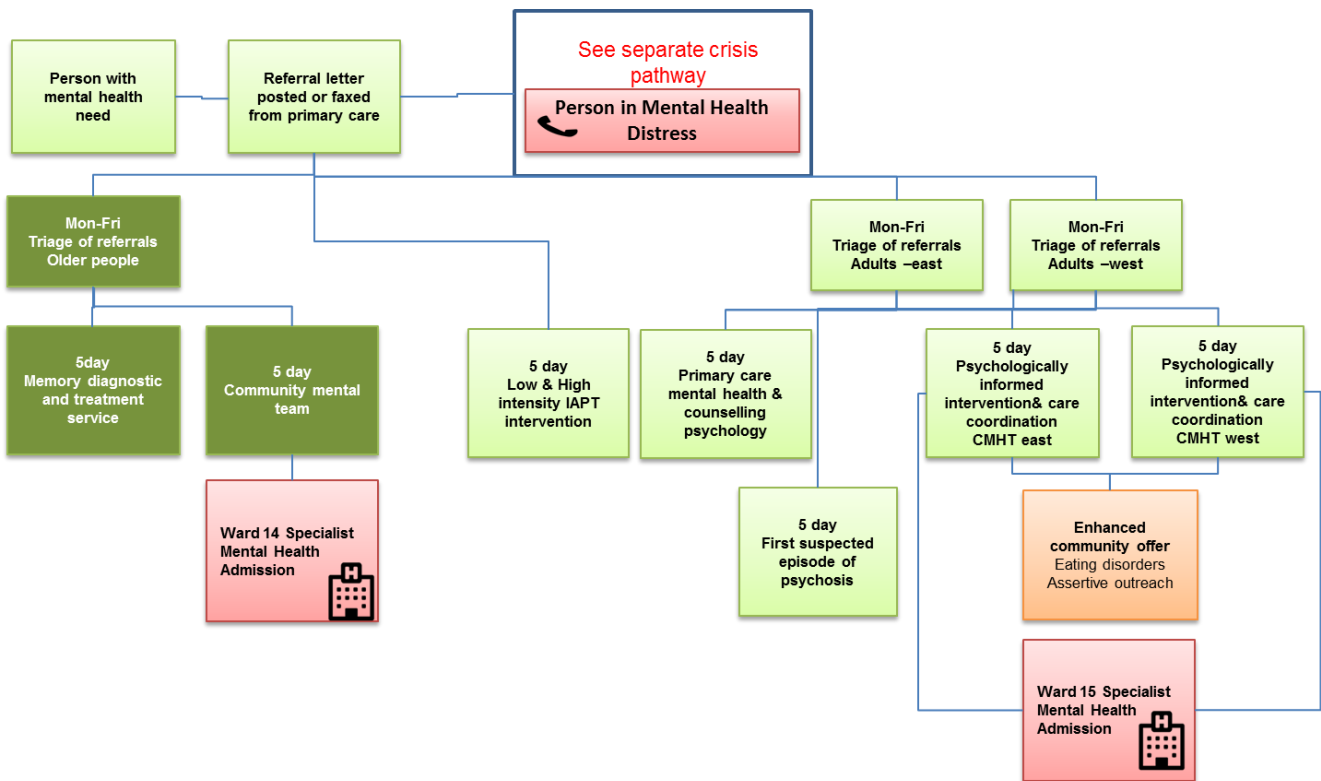 Person with
mental health
need
Referral letter
posted or faxed
from primary care
See separate crisis
pathway
Person in Mental Health
Distress
Mon-Fri
Triage of referrals
Older people
Mon-Fri
Triage of referrals
Adults –east
Mon-Fri
Triage of referrals
Adults –west
5day
Memory diagnostic
and treatment
service
5 day
Community mental
team
5 day
Low & High
intensity IAPT
intervention
5 day
Primary care
mental health &
counselling
psychology
5 day
Psychologically
informed
intervention& care
coordination
CMHT east
5 day
Psychologically
informed
intervention& care
coordination
CMHT west
Ward 14 Specialist
Mental Health
Admission
H
5 day
First suspected
episode of
psychosis
Enhanced
community offer
Eating disorders
Assertive outreach
Ward 15 Specialist
Mental Health
Admission
H